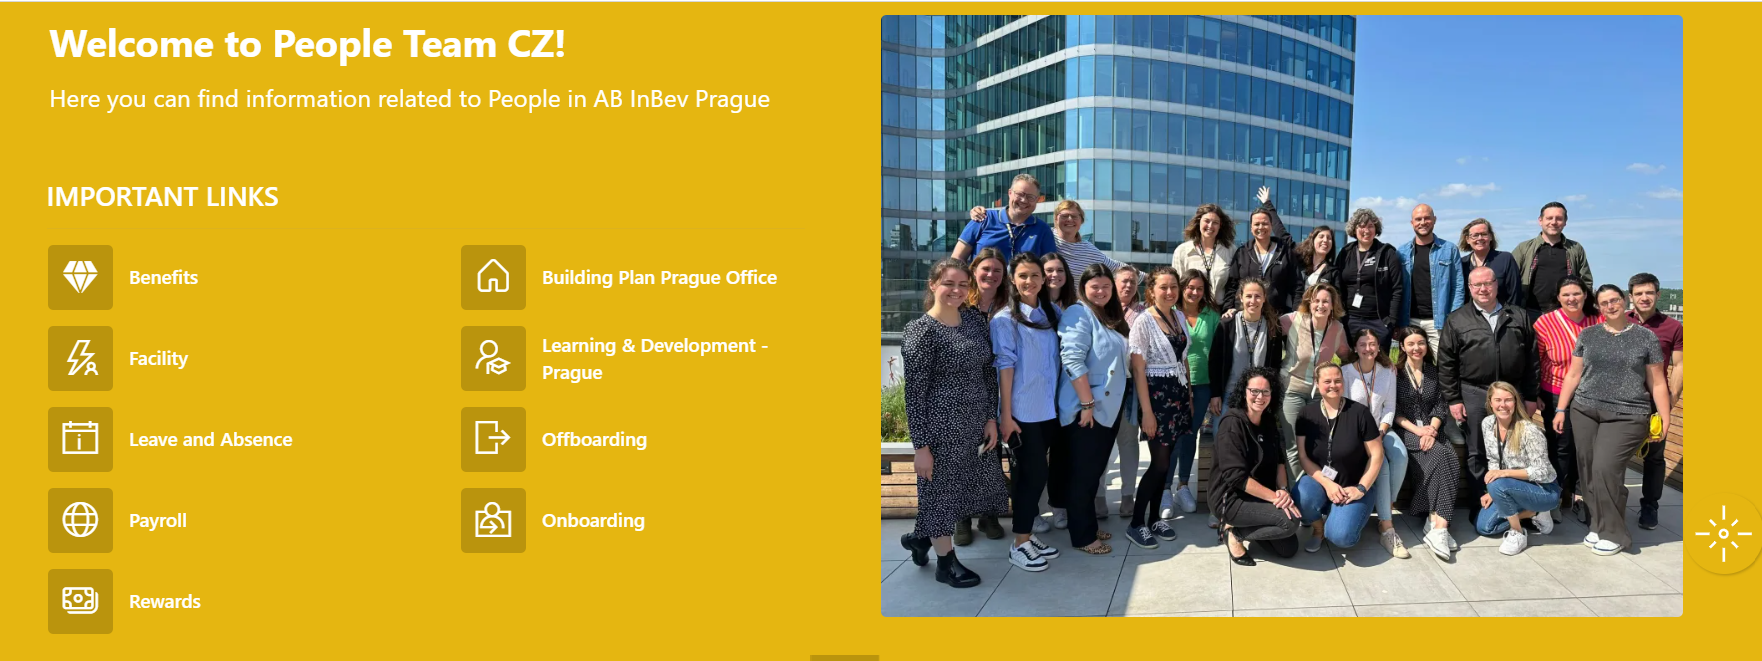 Welcome to People Team CZ!
Here you can find information related to People in AB InBev Prague
IMPORTANT LINKS
Benefits
Building Plan Prague Office
Facility
Learning & Development -
Prague
Leave and Absence
Offboarding
Payroll
Onboarding
Rewards